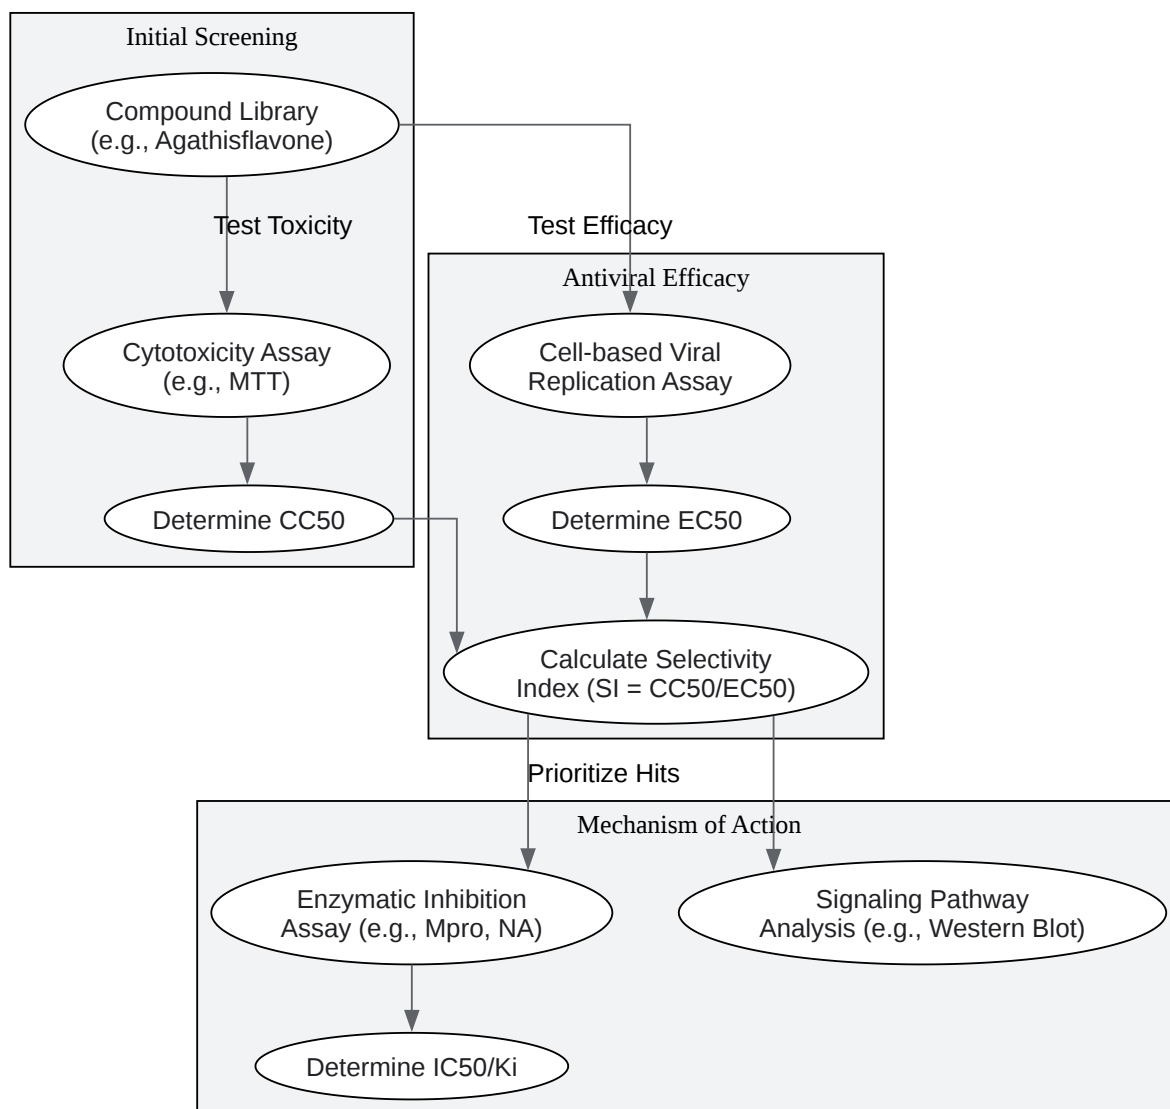 Initial Screening
Compound Library
(e.g., Agathisflavone)
Test Toxicity
Test Efficacy
Antiviral Efficacy
Cytotoxicity Assay
(e.g., MTT)
Cell-based Viral
Replication Assay
Determine CC50
Determine EC50
Calculate Selectivity
Index (SI = CC50/EC50)
Prioritize Hits
Mechanism of Action
Enzymatic Inhibition
Assay (e.g., Mpro, NA)
Signaling Pathway
Analysis (e.g., Western Blot)
Determine IC50/Ki